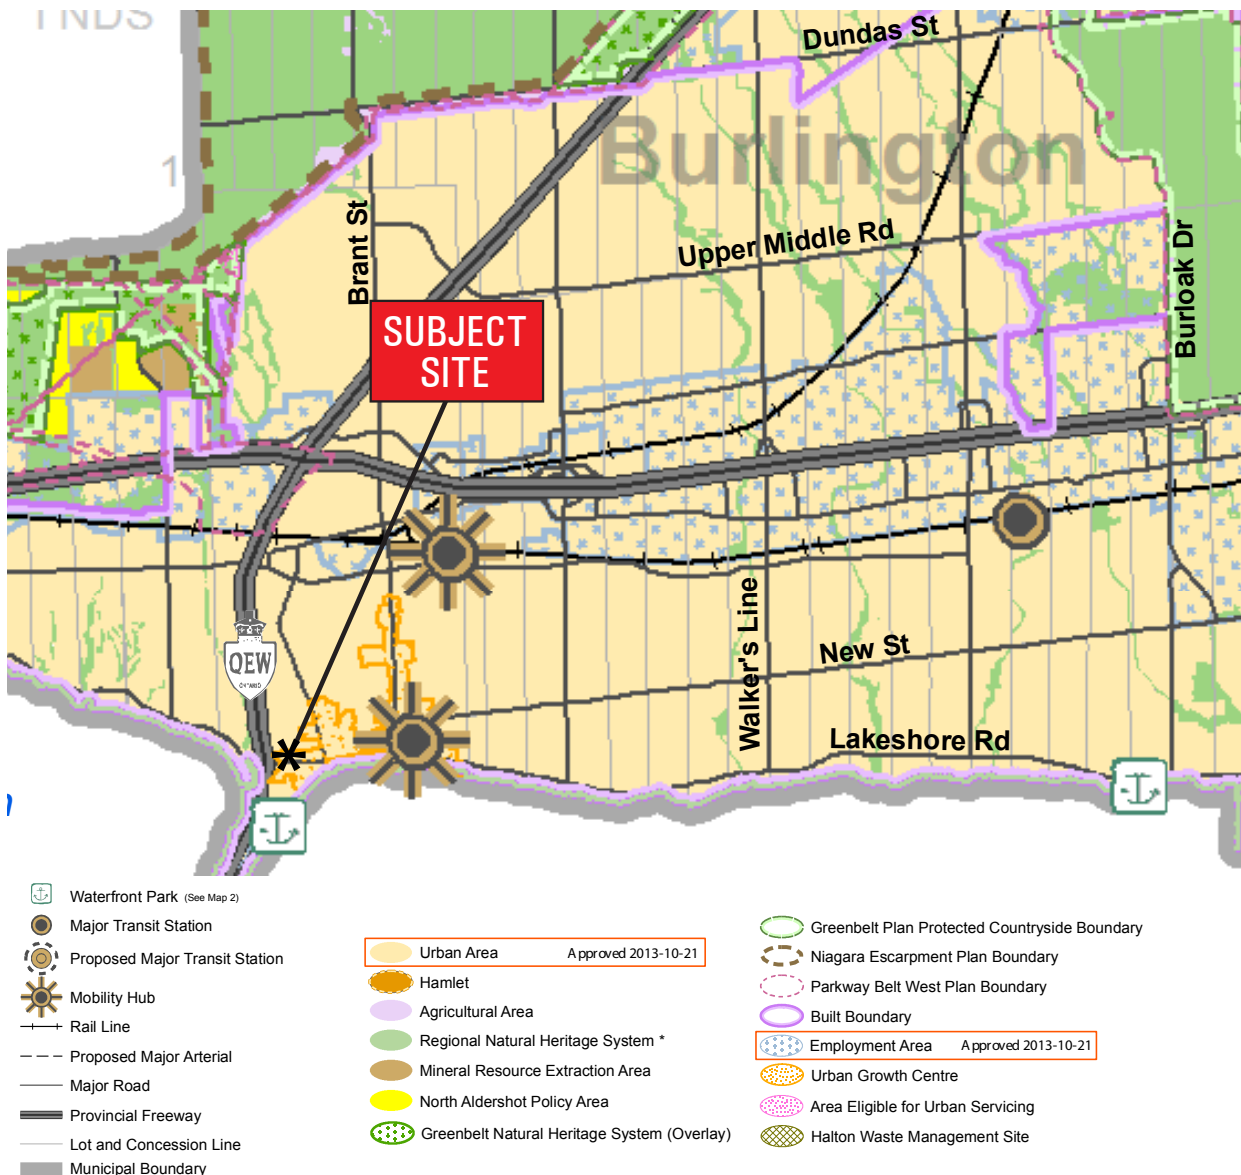 Dundas St
Burlington
1
Brant St
Upper Middle Rd
Burloak Dr
SUBJECT
SITE
QEW
ONTARIO
Walker's Line
New St
Lakeshore Rd
Waterfront Park (See Map 2)
Major Transit Station
Proposed Major Transit Station
Mobility Hub
Rail Line
Proposed Major Arterial
Major Road
Provincial Freeway
Lot and Concession Line
Municipal Boundary
Urban Area Approved 2013-10-21
Hamlet
Agricultural Area
Regional Natural Heritage System *
Mineral Resource Extraction Area
North Aldershot Policy Area
Greenbelt Natural Heritage System (Overlay)
Greenbelt Plan Protected Countryside Boundary
Niagara Escarpment Plan Boundary
Parkway Belt West Plan Boundary
Built Boundary
Employment Area Approved 2013-10-21
Urban Growth Centre
Area Eligible for Urban Servicing
Halton Waste Management Site